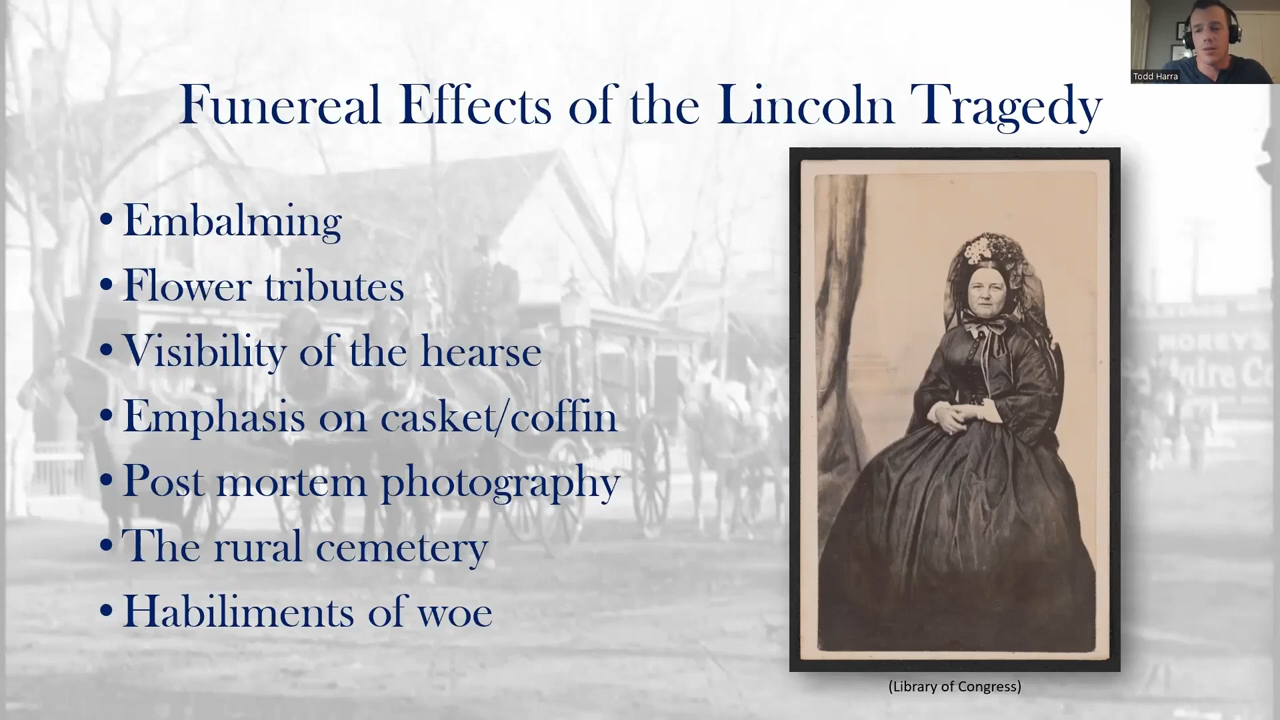 Todd Harra
Funereal Effects of the Lincoln Tragedy
• Embalming
• Flower tributes
• Visibility of the hearse
• Emphasis on casket/coffin
• Post mortem photography
• The rural cemetery
• Habiliments of woe
MOREY'S
(Library of Congress)